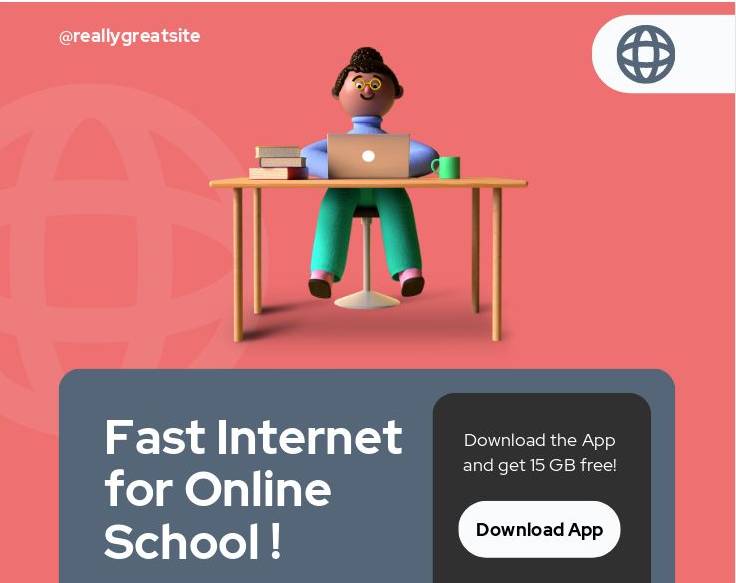 @reallygreatsite
Fast Internet
for Online
School !
Download the App
and get 15 GB free!
Download App